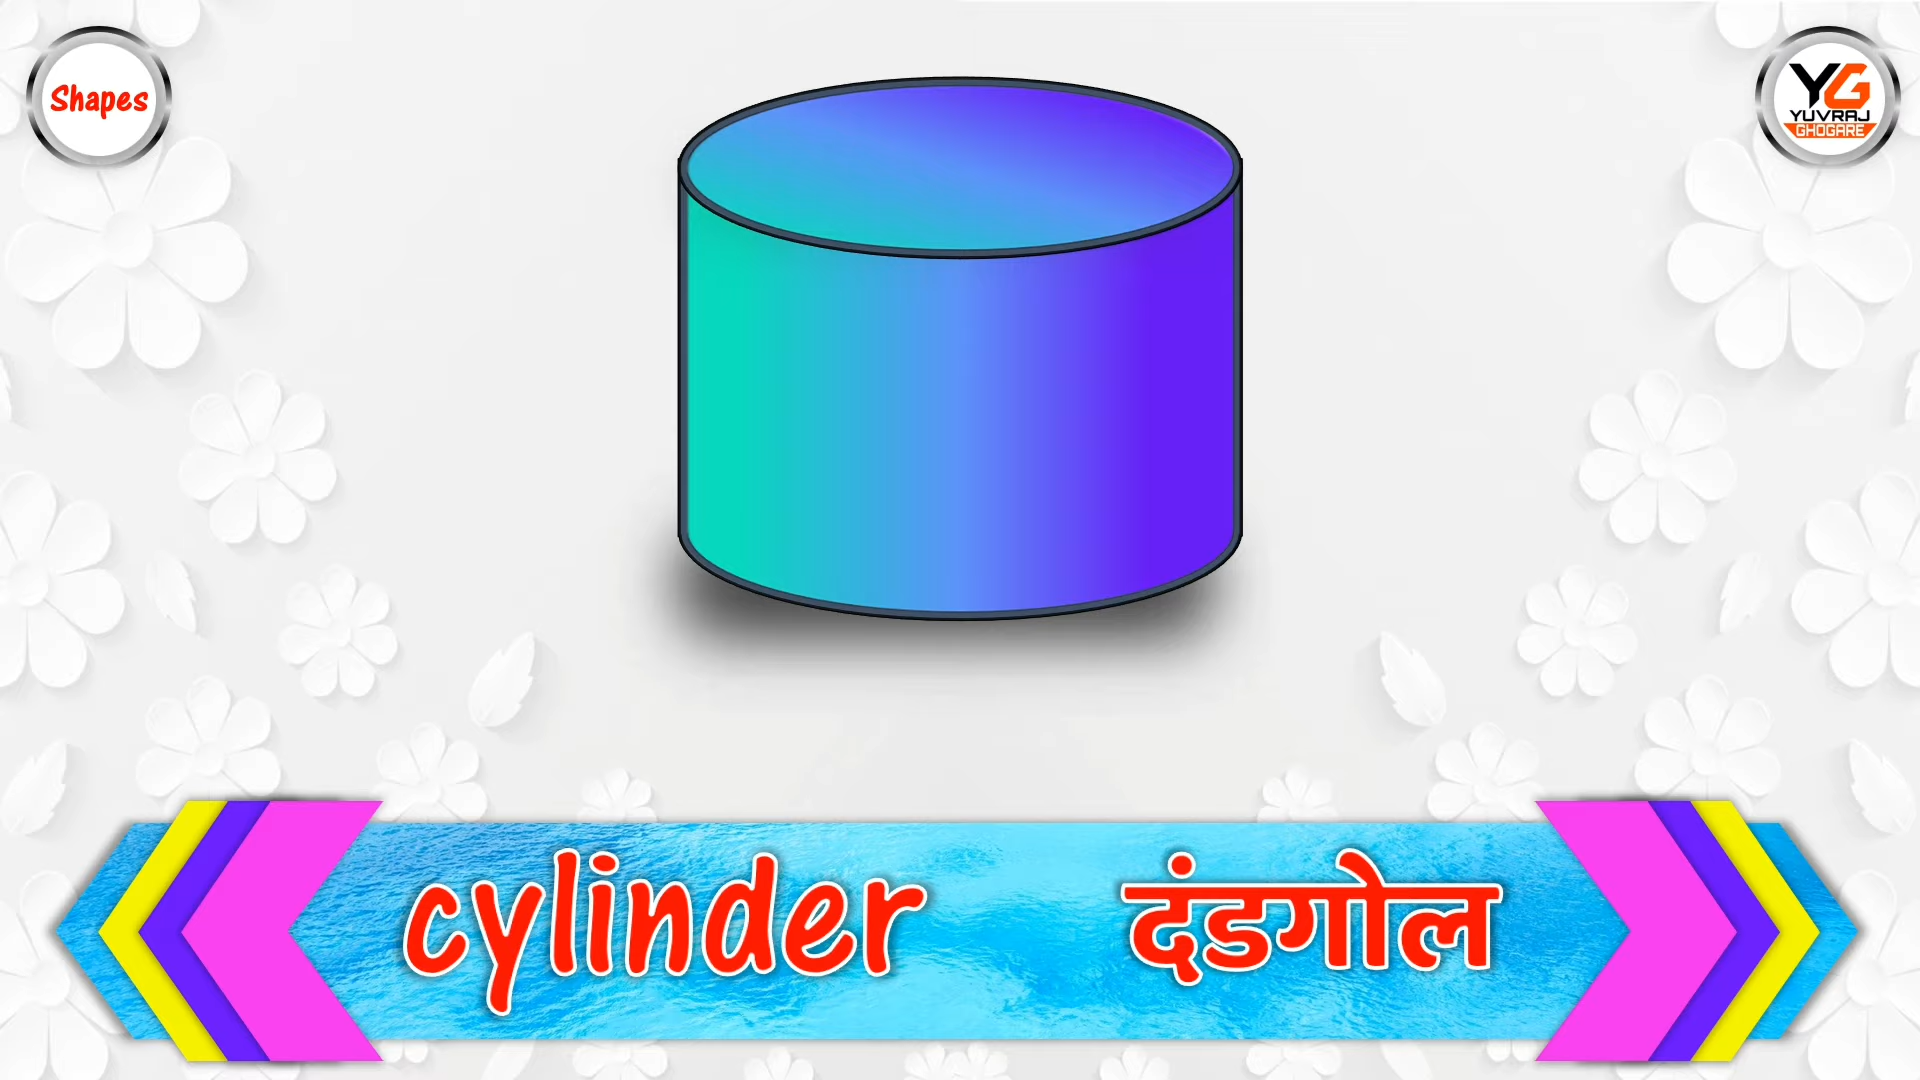 Shapes
YG
YUVRAJ
GHOGARE
cylinder दंडगोल